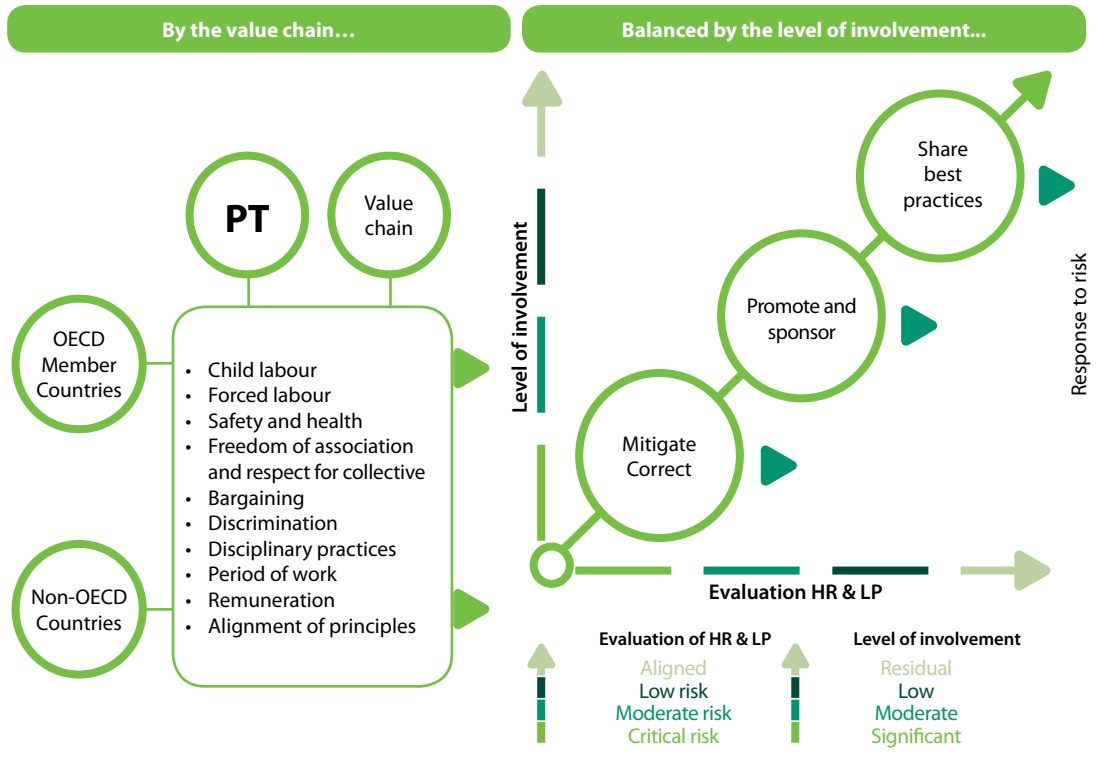 By the value chain…
Balanced by the level of involvement...
PT
Value
chain
OECD
Member
Countries
Non-OECD
Countries
• Child labour
• Forced labour
• Safety and health
• Freedom of association
and respect for collective
• Bargaining
• Discrimination
• Disciplinary practices
• Period of work
• Remuneration
• Alignment of principles
Level of involvement
Share
best
practices
Promote and
sponsor
Mitigate
Correct
Response to risk
Evaluation HR & LP
Evaluation of HR & LP
Aligned
Low risk
Moderate risk
Critical risk
Level of involvement
Residual
Low
Moderate
Significant